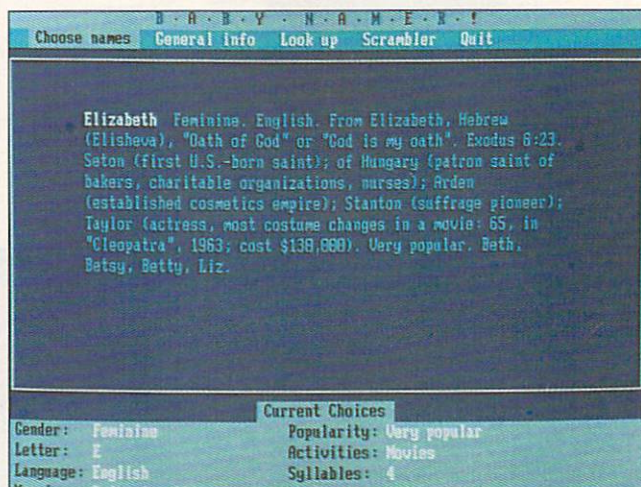 B · A · B · Y · N · A · M · E · R · !
Choose names General info Look up Scrambler Quit
Elizabeth Feminine. English. From Elizabeth, Hebrew
(Elisheva), "Oath of God" or "God is my oath". Exodus 6:23.
Seton (first U.S.-born saint); of Hungary (patron saint of
bakers, charitable organizations, nurses); Arden
(established cosmetics empire); Stanton (suffrage pioneer);
Taylor (actress, most costume changes in a movie: 65, in
"Cleopatra", 1963; cost $130,000). Very popular. Beth,
Betsy, Betty, Liz.
Current Choices
Gender: Feminine Popularity: Very popular
Letter: E Activities: Movies
Language: English Syllables: 4